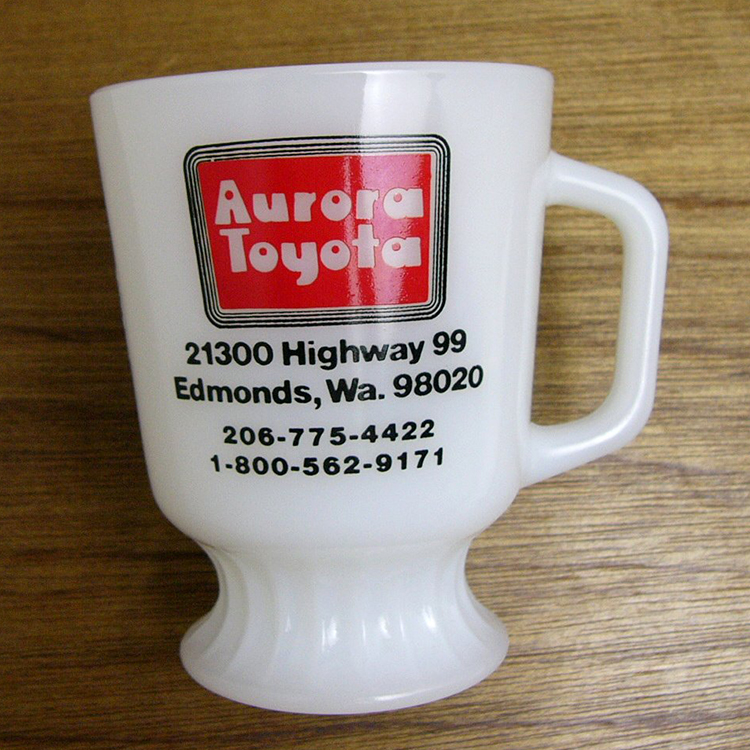 Aurora
Toyota
21300 Highway 99
Edmonds, Wa. 98020
206-775-4422
1-800-562-9171